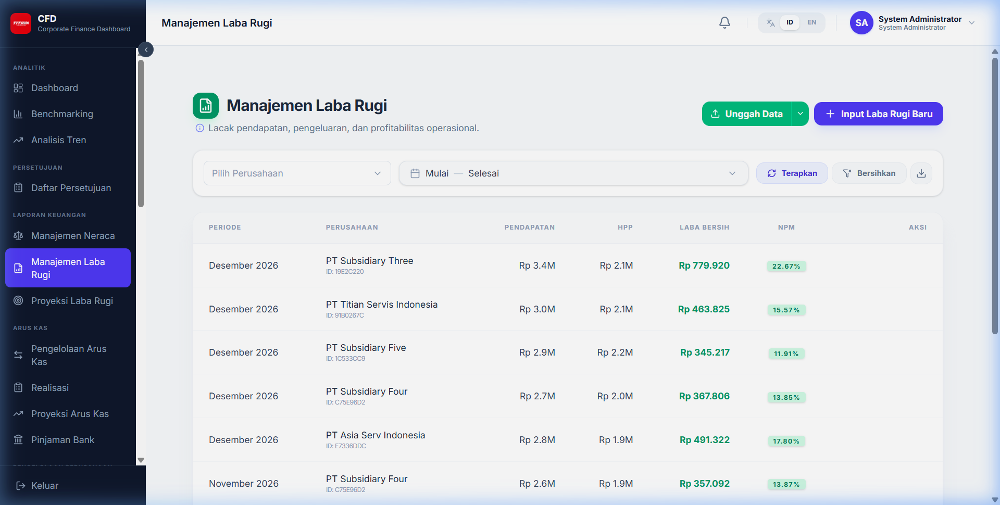 TITHAN
CFD
Corporate Finance Dashboard
Manajemen Laba Rugi
ID
EN
SA
System Administrator
System Administrator
ANALITIK
Dashboard
Benchmarking
Analisis Tren
PERSETUJUAN
Daftar Persetujuan
LAPORAN KEUANGAN
Manajemen Neraca
Manajemen Laba
Rugi
Proyeksi Laba Rugi
ARUS KAS
Pengelolaan Arus
Kas
Realisasi
Proyeksi Arus Kas
Pinjaman Bank
Keluar
Manajemen Laba Rugi
Lacak pendapatan, pengeluaran, dan profitabilitas operasional.
Unggah Data
Input Laba Rugi Baru
Pilih Perusahaan
Mulai — Selesai
Terapkan
Bersihkan
PERIODE PERUSAHAAN PENDAPATAN HPP LABA BERSIH NPM AKSI
Desember 2026 PT Subsidiary Three Rp 3.4M Rp 2.1M Rp 779.920 22.67%
ID: 19E2C220
Desember 2026 PT Titian Servis Indonesia Rp 3.0M Rp 2.1M Rp 463.825 15.57%
ID: 91B0267C
Desember 2026 PT Subsidiary Five Rp 2.9M Rp 2.2M Rp 345.217 11.91%
ID: 1C533CC9
Desember 2026 PT Subsidiary Four Rp 2.7M Rp 2.0M Rp 367.806 13.85%
ID: C75E96D2
Desember 2026 PT Asia Serv Indonesia Rp 2.8M Rp 1.9M Rp 491.322 17.80%
ID: E7336DDC
November 2026 PT Subsidiary Four Rp 2.6M Rp 1.9M Rp 357.092 13.87%
ID: C75E96D2